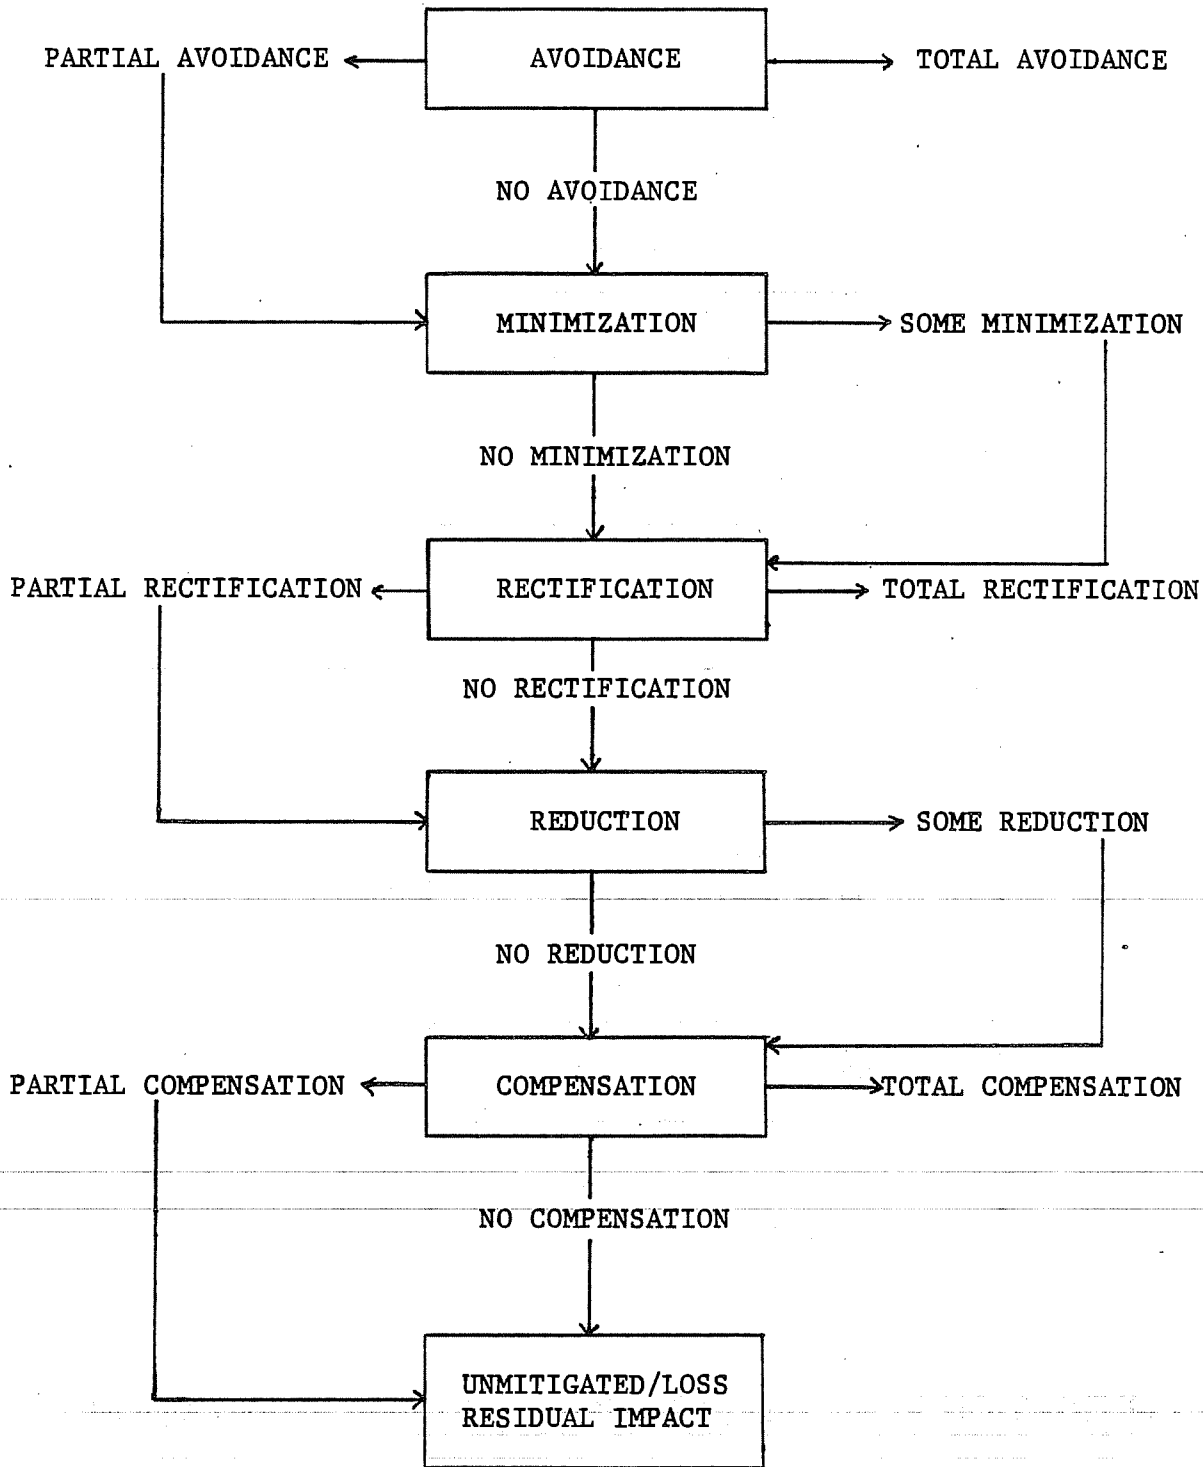 PARTIAL AVOIDANCE
AVOIDANCE
TOTAL AVOIDANCE
NO AVOIDANCE
MINIMIZATION
SOME MINIMIZATION
NO MINIMIZATION
PARTIAL RECTIFICATION
RECTIFICATION
TOTAL RECTIFICATION
NO RECTIFICATION
REDUCTION
SOME REDUCTION
NO REDUCTION
PARTIAL COMPENSATION
COMPENSATION
TOTAL COMPENSATION
NO COMPENSATION
UNMITIGATED/LOSS
RESIDUAL IMPACT